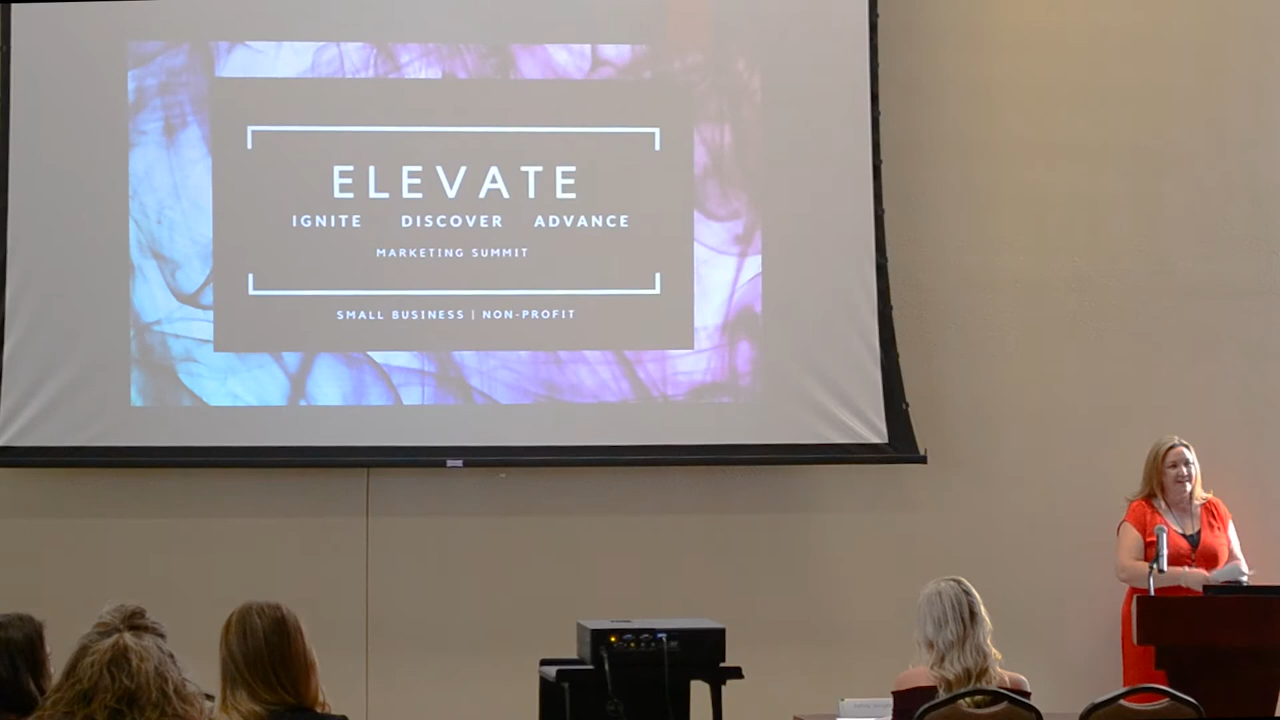 ELEVATE
IGNITE DISCOVER ADVANCE
MARKETING SUMMIT
SMALL BUSINESS | NON-PROFIT